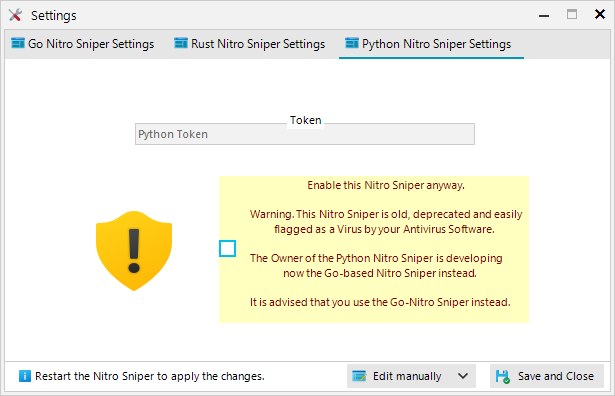 Settings
Go Nitro Sniper Settings
Rust Nitro Sniper Settings
Python Nitro Sniper Settings
Token
Python Token
Enable this Nitro Sniper anyway.
Warning. This Nitro Sniper is old, deprecated and easily
flagged as a Virus by your Antivirus Software.
The Owner of the Python Nitro Sniper is developing
now the Go-based Nitro Sniper instead.
It is advised that you use the Go-Nitro Sniper instead.
Restart the Nitro Sniper to apply the changes.
Edit manually
Save and Close